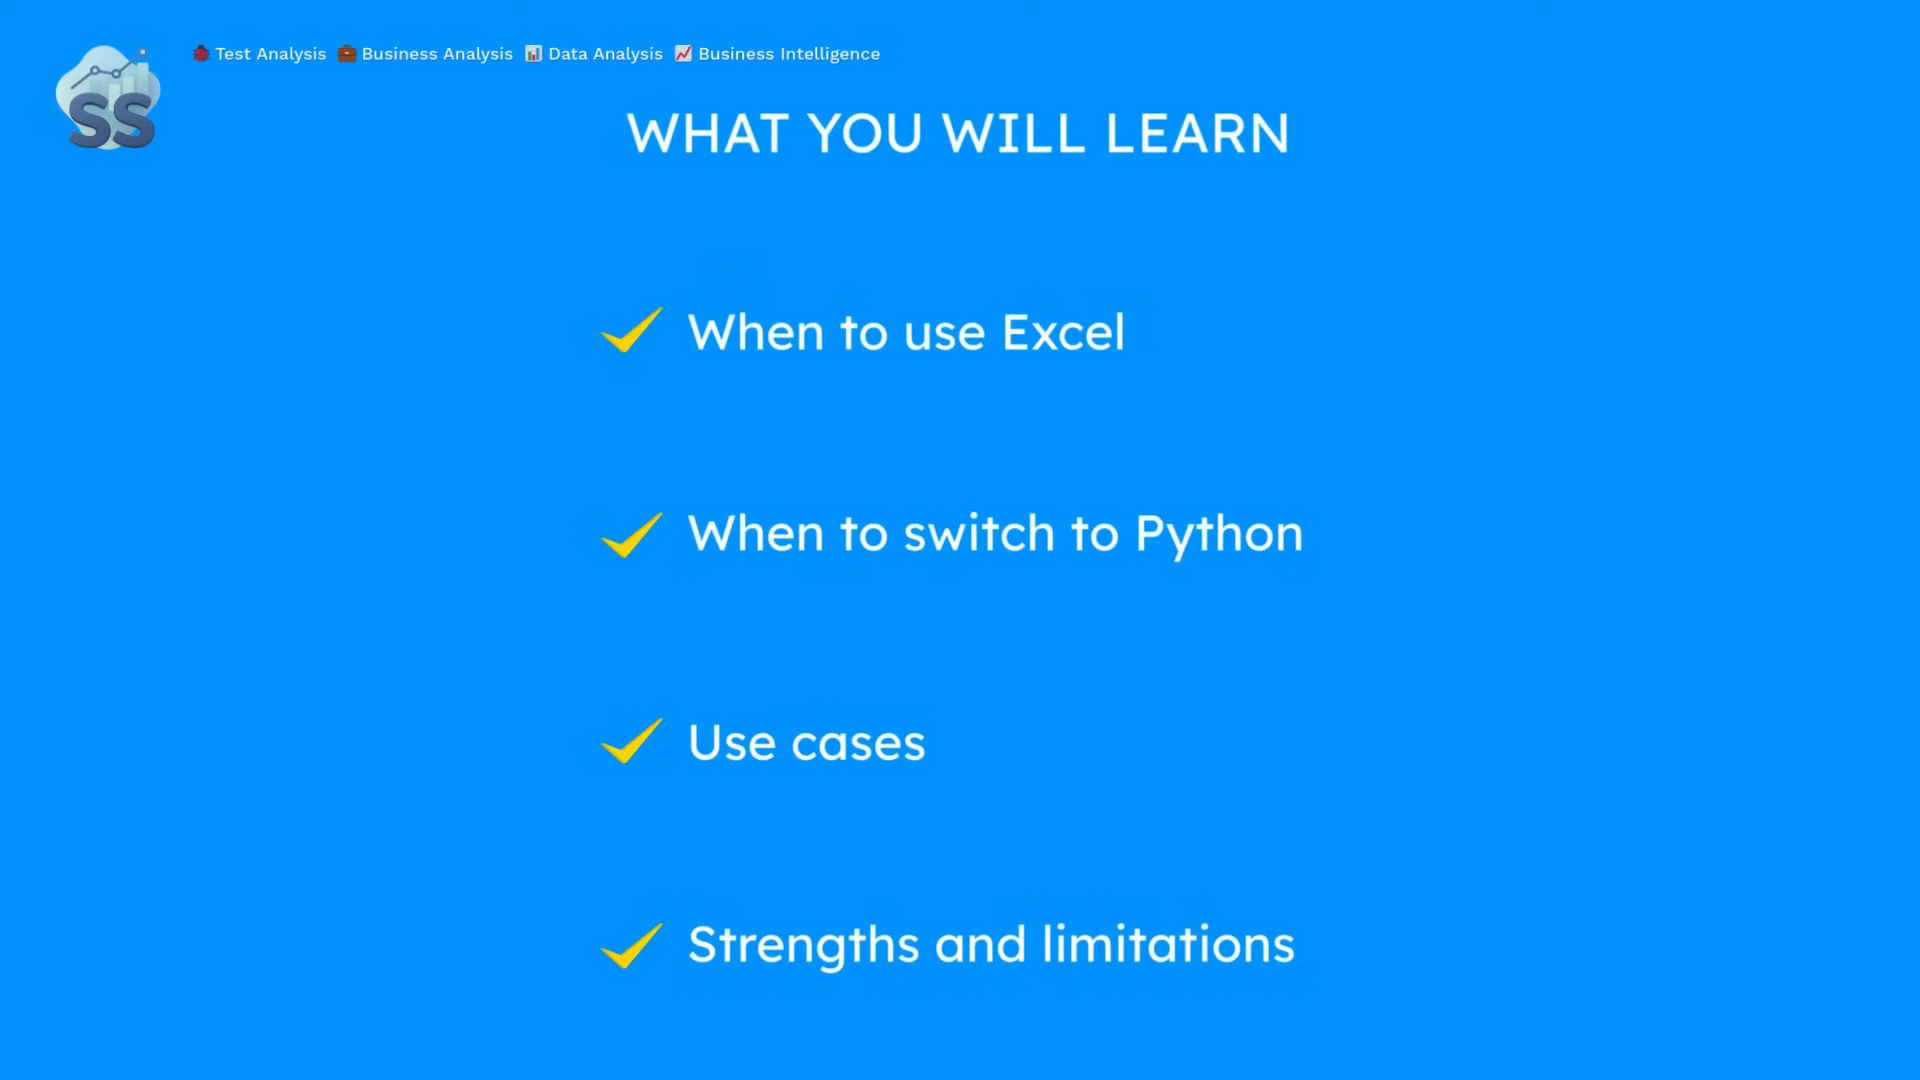 Test Analysis Business Analysis Data Analysis Business Intelligence
SS
WHAT YOU WILL LEARN
When to use Excel
When to switch to Python
Use cases
Strengths and limitations